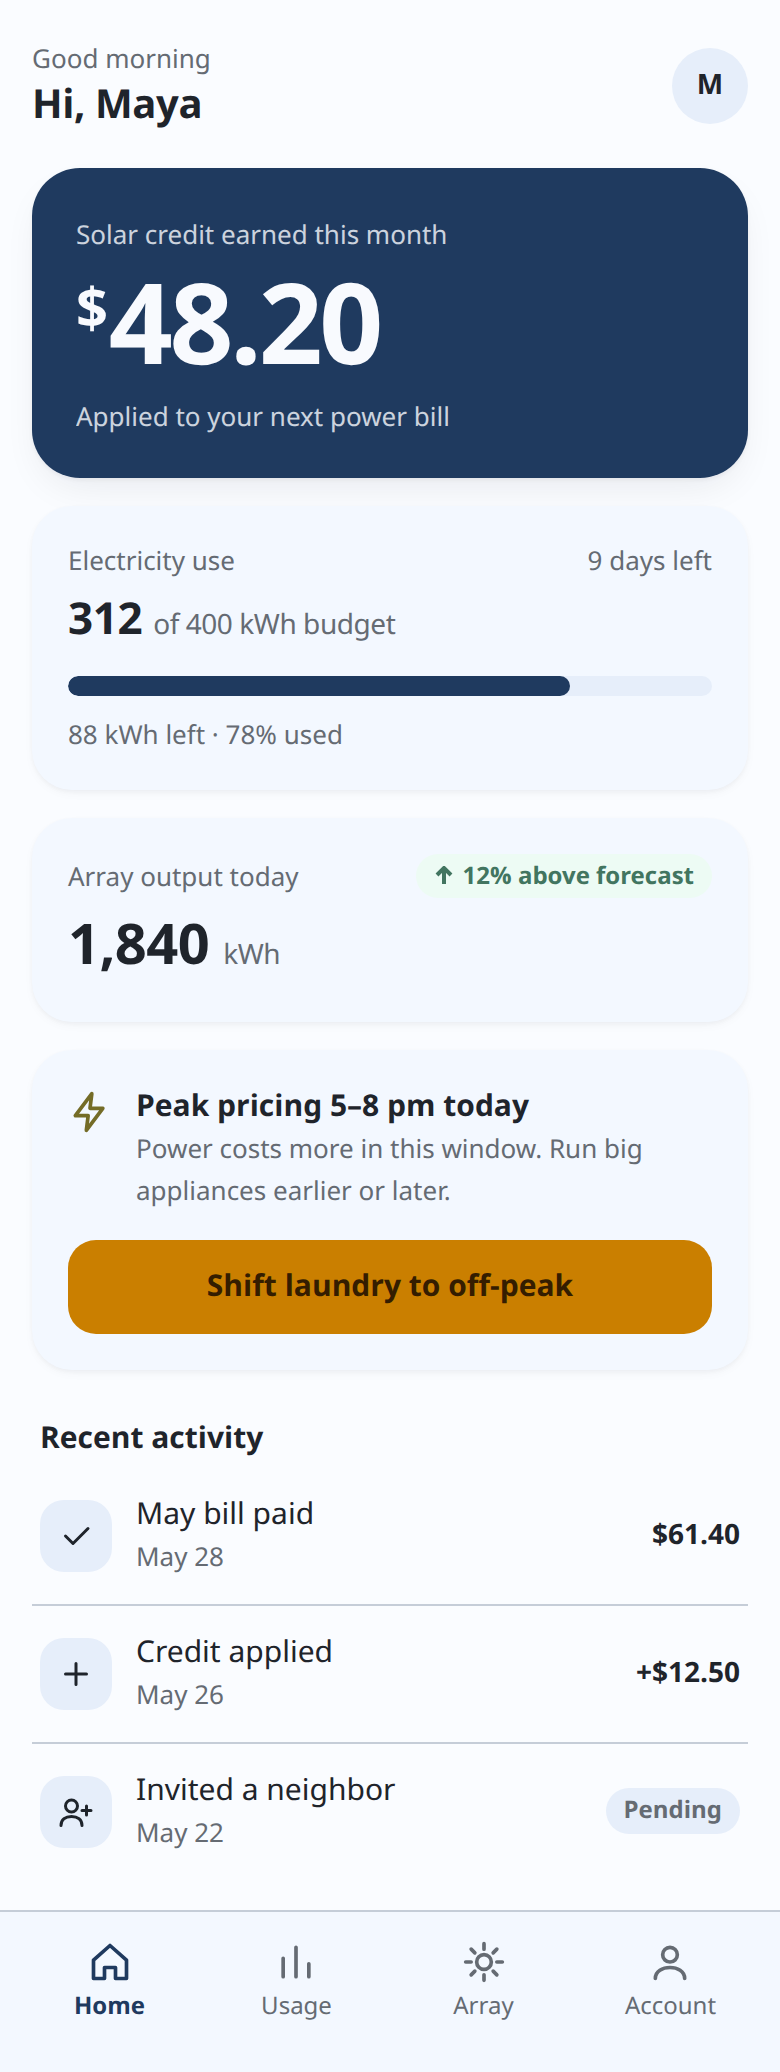 Good morning
Hi, Maya
M
Solar credit earned this month
$48.20
Applied to your next power bill
Electricity use 9 days left
312 of 400 kWh budget
88 kWh left · 78% used
Array output today ↑ 12% above forecast
1,840 kWh
Peak pricing 5–8 pm today
Power costs more in this window. Run big
appliances earlier or later.
Shift laundry to off-peak
Recent activity
May bill paid
May 28
$61.40
Credit applied
May 26
+$12.50
Invited a neighbor
May 22
Pending
Home Usage Array Account